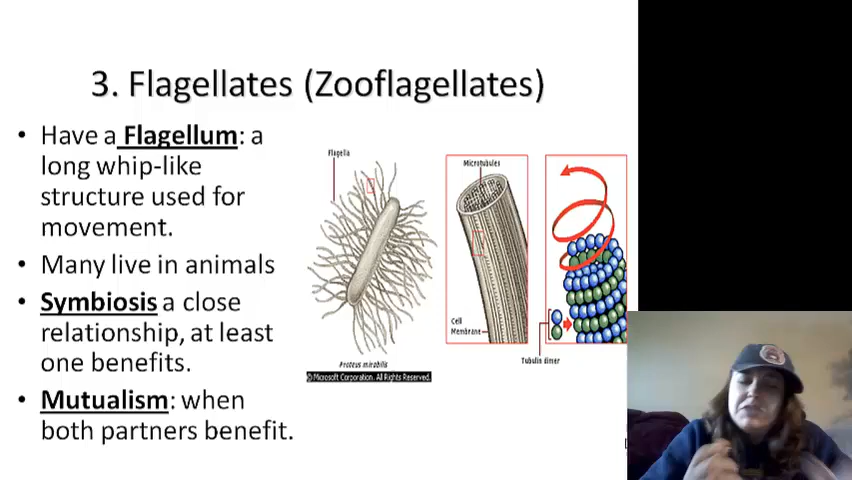 3. Flagellates (Zooflagellates)
• Have a Flagellum: a
long whip-like
structure used for
movement.
• Many live in animals
• Symbiosis a close
relationship, at least
one benefits.
• Mutualism: when
both partners benefit.
Flagella
Proteus mirabilis
© Microsoft Corporation. All Rights Reserved.
Microtubules
Cell
Membrane
Tubulin dimer